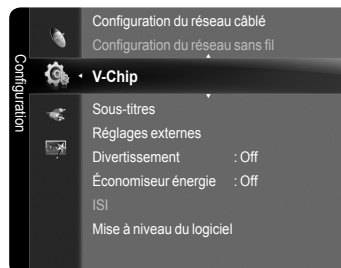 Configuration
Configuration du réseau câblé
Configuration du réseau sans fil
V-Chip
Sous-titres
Réglages externes
Divertissement : Off
Économiseur énergie : Off
ISI
Mise à niveau du logiciel